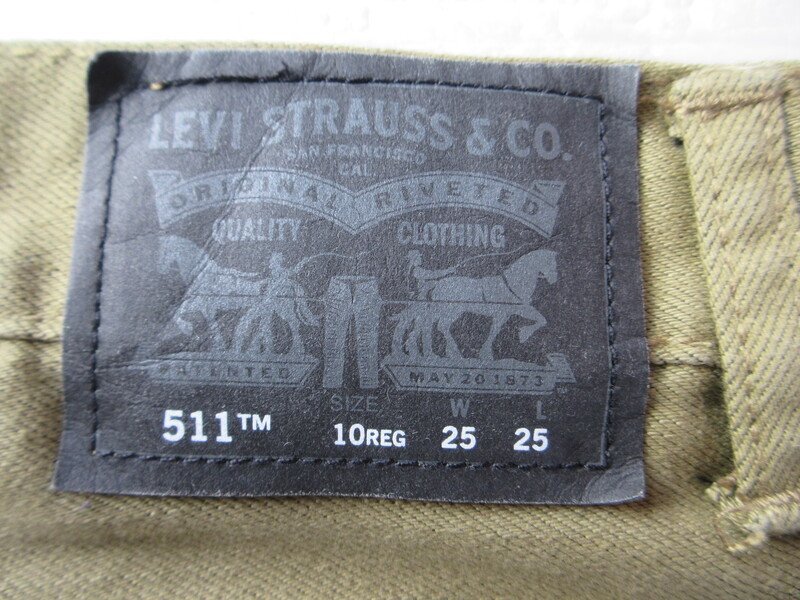 LEVI STRAUSS & CO.
SAN FRANCISCO
CAL.
ORIGINAL RIVETED
QUALITY CLOTHING
PATENTED MAY 20 1873
SIZE W L
511™ 10REG 25 25